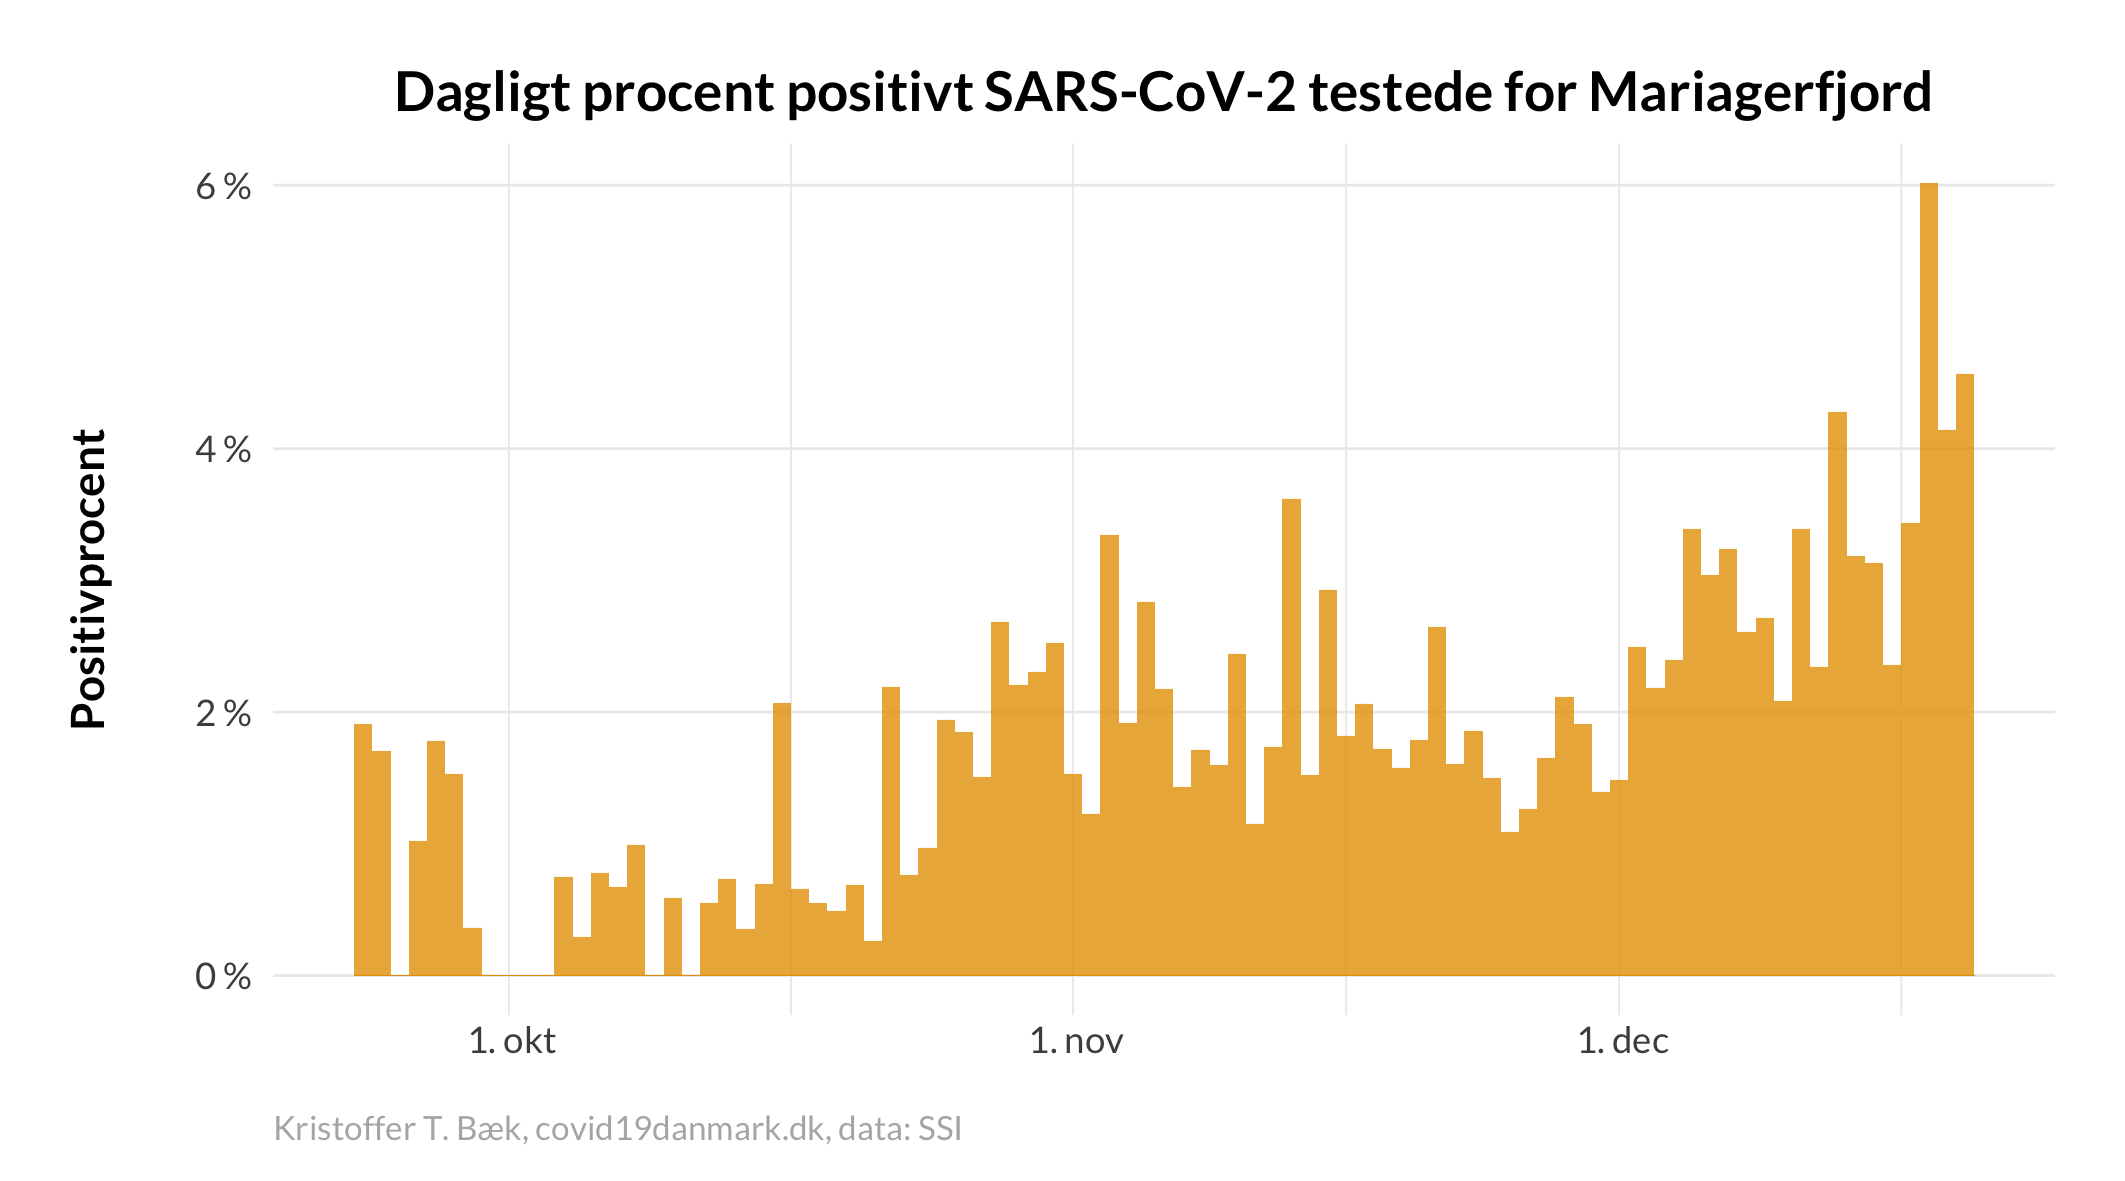 Dagligt procent positivt SARS-CoV-2 testede for Mariagerfjord
Positivprocent
6 %
4 %
2 %
0 %
1. okt
1. nov
1. dec
Kristoffer T. Bæk, covid19danmark.dk, data: SSI